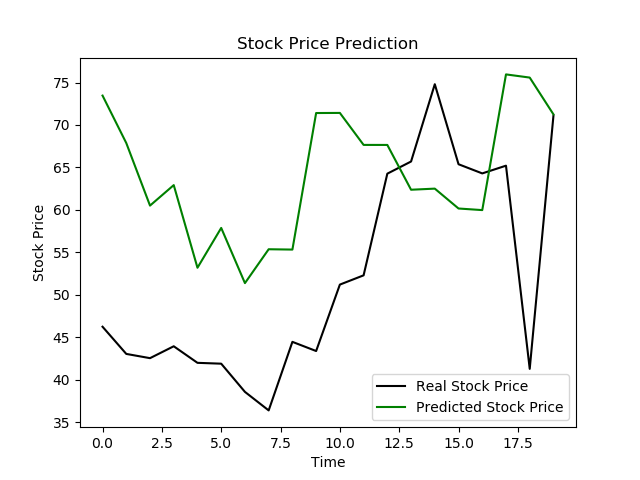 Stock Price Prediction
75
70
65
60
55
50
45
40
35
Stock Price
0.0 2.5 5.0 7.5 10.0 12.5 15.0 17.5
Time
Real Stock Price
Predicted Stock Price